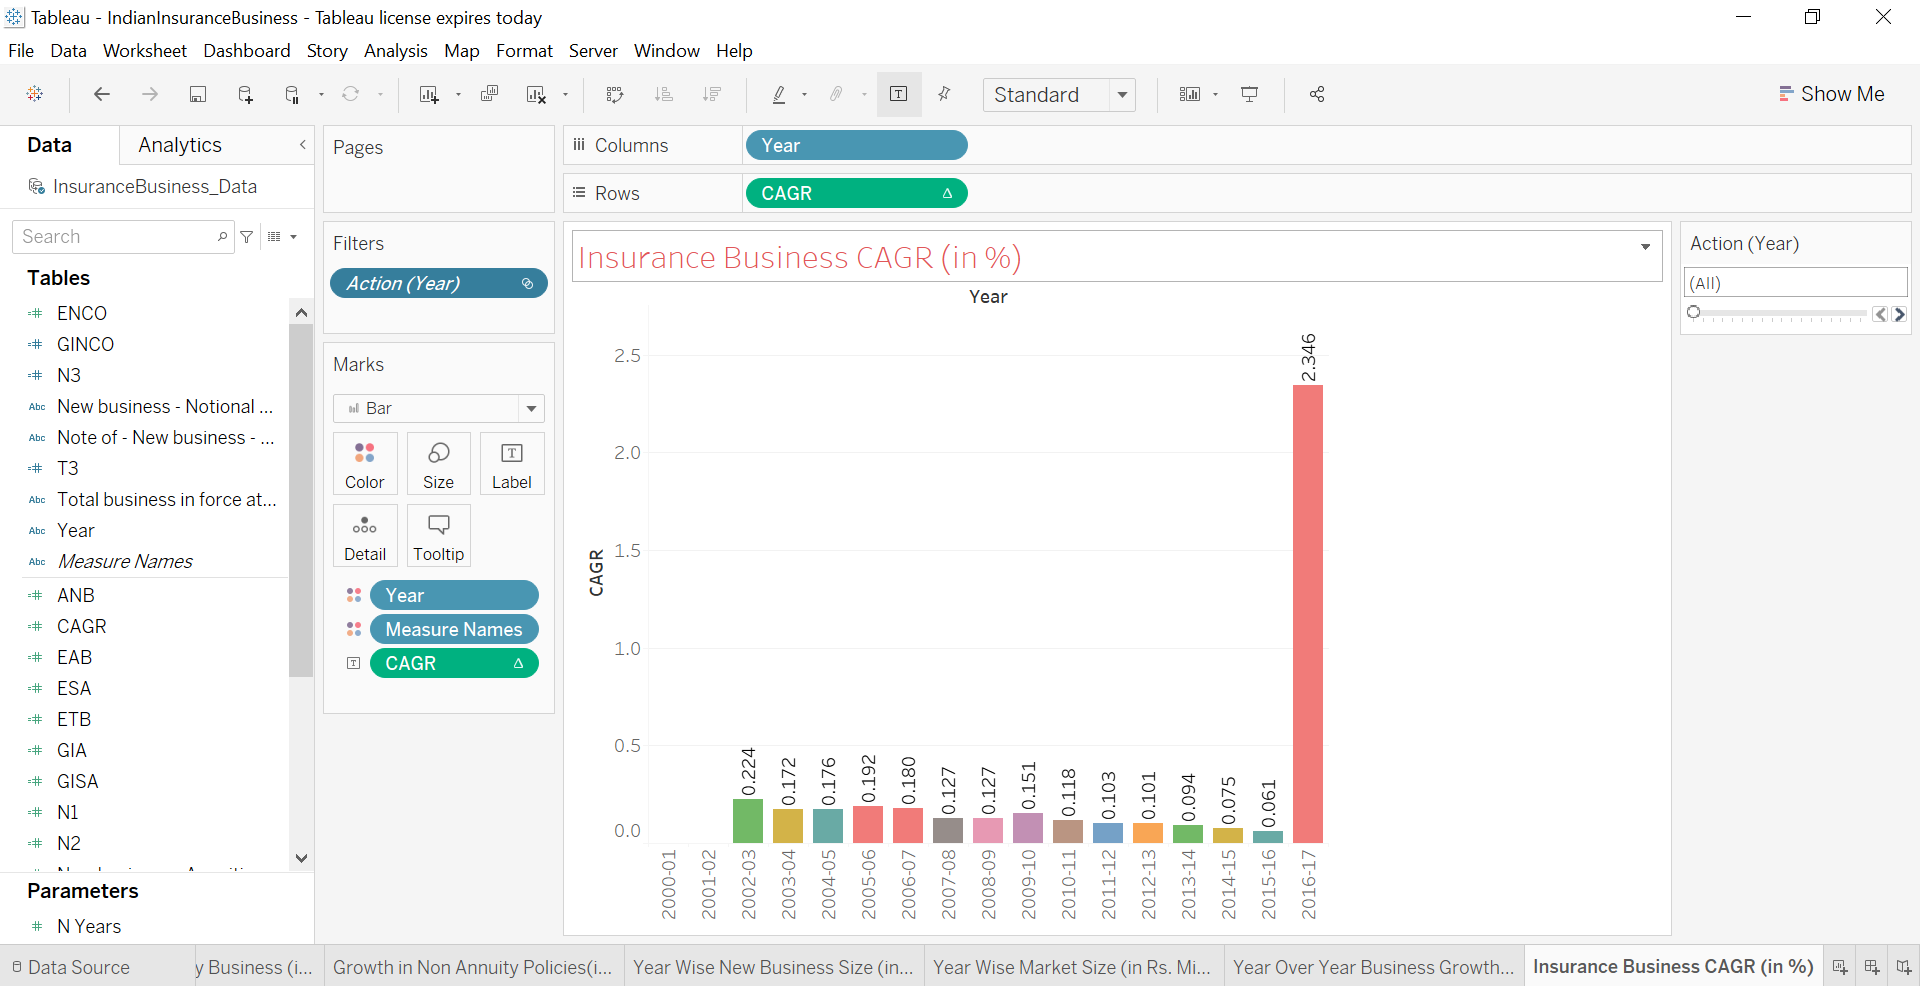 Tableau - IndianInsuranceBusiness - Tableau license expires today
File Data Worksheet Dashboard Story Analysis Map Format Server Window Help
Standard
Show Me
Data Analytics
InsuranceBusiness_Data
Search
Tables
ENCO
GINCO
N3
Abc New business - Notional ...
Abc Note of - New business - ...
T3
Abc Total business in force at...
Abc Year
Abc Measure Names
ANB
CAGR
EAB
ESA
ETB
GIA
GISA
N1
N2
Parameters
N Years
Pages
Filters
Action (Year)
Marks
Bar
Color Size Label
Detail Tooltip
Year
Measure Names
CAGR
Columns Year
Rows CAGR
Insurance Business CAGR (in %)
Year
CAGR
2.5
2.0
1.5
1.0
0.5
0.0
0.224 0.172 0.176 0.192 0.180 0.127 0.127 0.151 0.118 0.103 0.101 0.094 0.075 0.061 2.346
2000-01 2001-02 2002-03 2003-04 2004-05 2005-06 2006-07 2007-08 2008-09 2009-10 2010-11 2011-12 2012-13 2013-14 2014-15 2015-16 2016-17
Action (Year)
(All)
Data Source y Business (i... Growth in Non Annuity Policies(i... Year Wise New Business Size (in... Year Wise Market Size (in Rs. Mi... Year Over Year Business Growth... Insurance Business CAGR (in %)